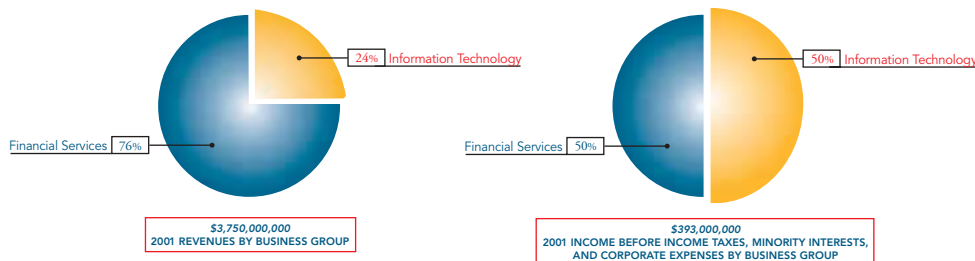 24% Information Technology
Financial Services 76%
$3,750,000,000
2001 REVENUES BY BUSINESS GROUP
50% Information Technology
Financial Services 50%
$393,000,000
2001 INCOME BEFORE INCOME TAXES, MINORITY INTERESTS,
AND CORPORATE EXPENSES BY BUSINESS GROUP